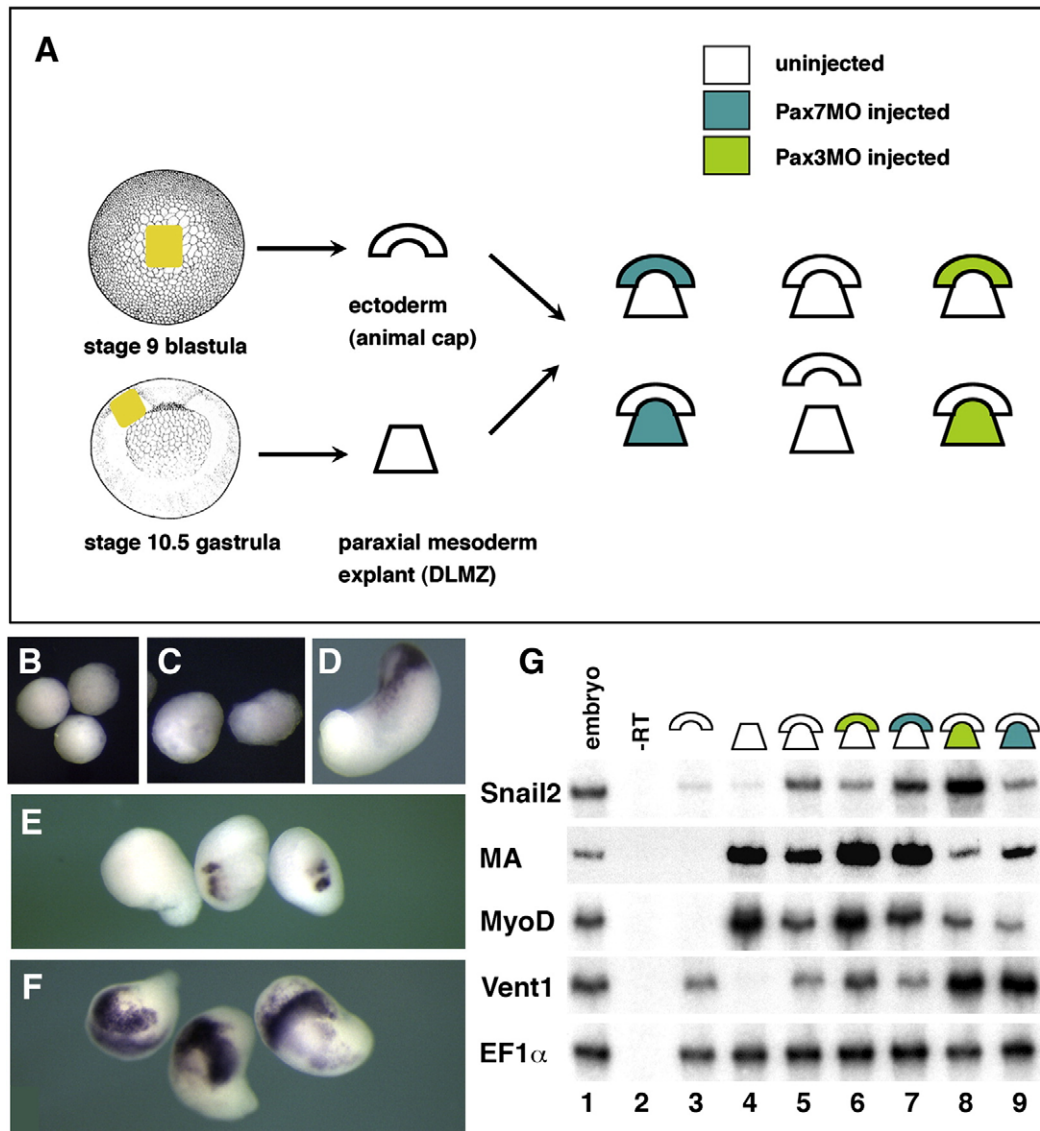 A
uninjected
Pax7MO injected
Pax3MO injected
stage 9 blastula
ectoderm
(animal cap)
stage 10.5 gastrula
paraxial mesoderm
explant (DLMZ)
B
C
D
E
F
G
embryo
-RT
Snail2
MA
MyoD
Vent1
EF1α
1 2 3 4 5 6 7 8 9